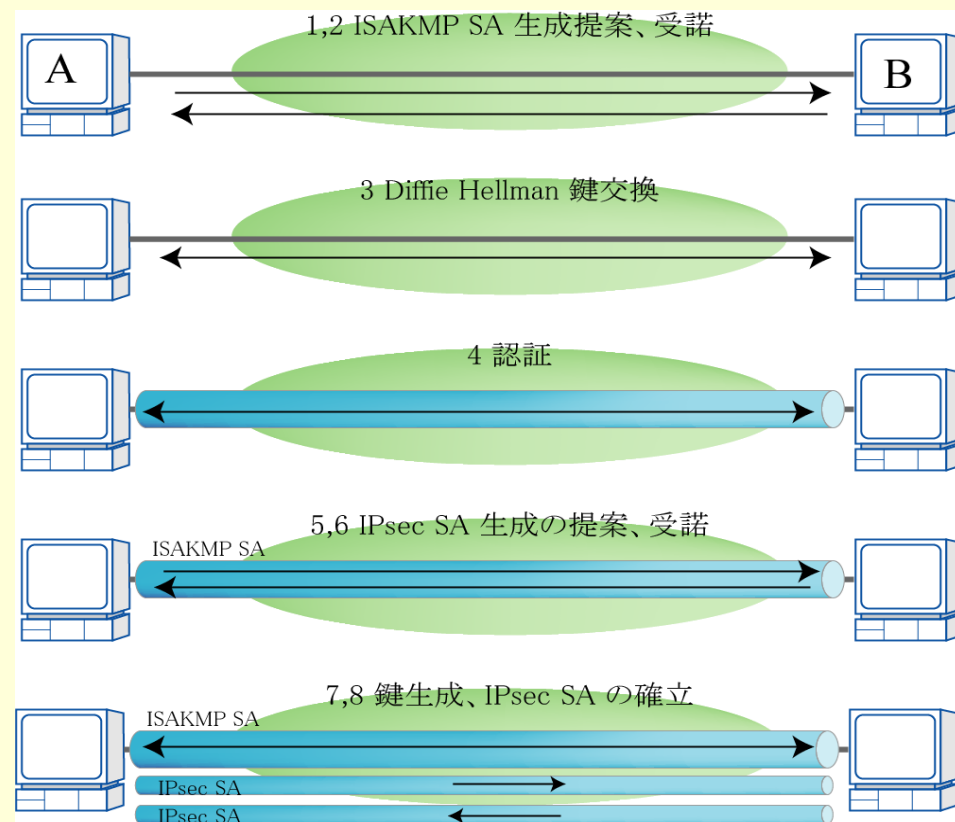 1,2 ISAKMP SA 生成提案、受諾
A
B
3 Diffie Hellman 鍵交換
4 認証
5,6 IPsec SA 生成の提案、受諾
ISAKMP SA
7,8 鍵生成、IPsec SA の確立
ISAKMP SA
IPsec SA
IPsec SA